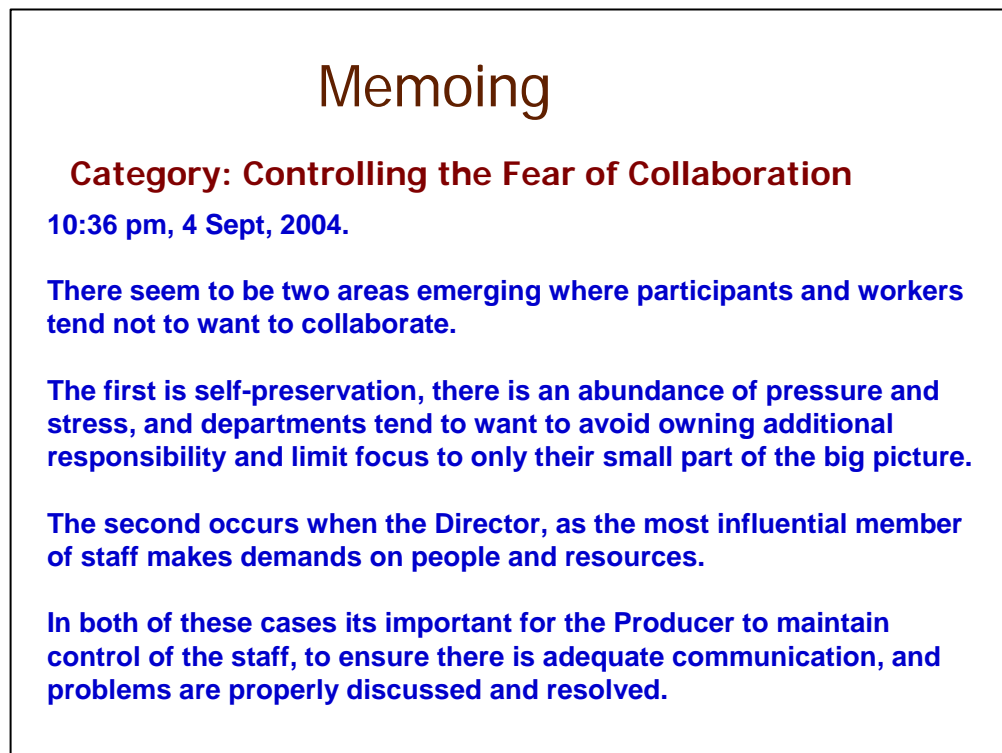 Memoing
Category: Controlling the Fear of Collaboration
10:36 pm, 4 Sept, 2004.
There seem to be two areas emerging where participants and workers
tend not to want to collaborate.
The first is self-preservation, there is an abundance of pressure and
stress, and departments tend to want to avoid owning additional
responsibility and limit focus to only their small part of the big picture.
The second occurs when the Director, as the most influential member
of staff makes demands on people and resources.
In both of these cases its important for the Producer to maintain
control of the staff, to ensure there is adequate communication, and
problems are properly discussed and resolved.